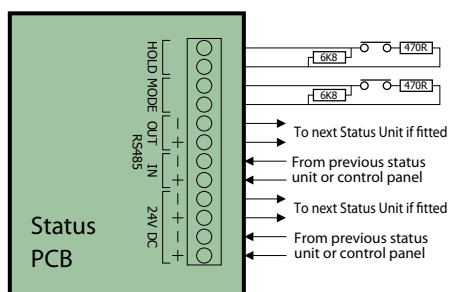 HOLD
MODE
OUT
IN
RS485
24V DC
− + − + − + − +
Status
PCB
470R
6K8
470R
6K8
To next Status Unit if fitted
From previous status
unit or control panel
To next Status Unit if fitted
From previous status
unit or control panel